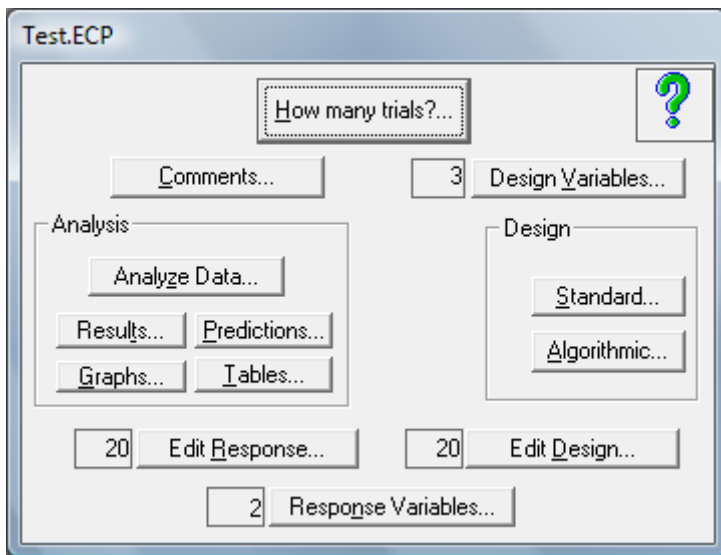 Test.ECP
How many trials?...
Comments...
3 Design Variables...
Analysis
Analyze Data...
Results... Predictions...
Graphs... Tables...
Design
Standard...
Algorithmic...
20 Edit Response...
20 Edit Design...
2 Response Variables...